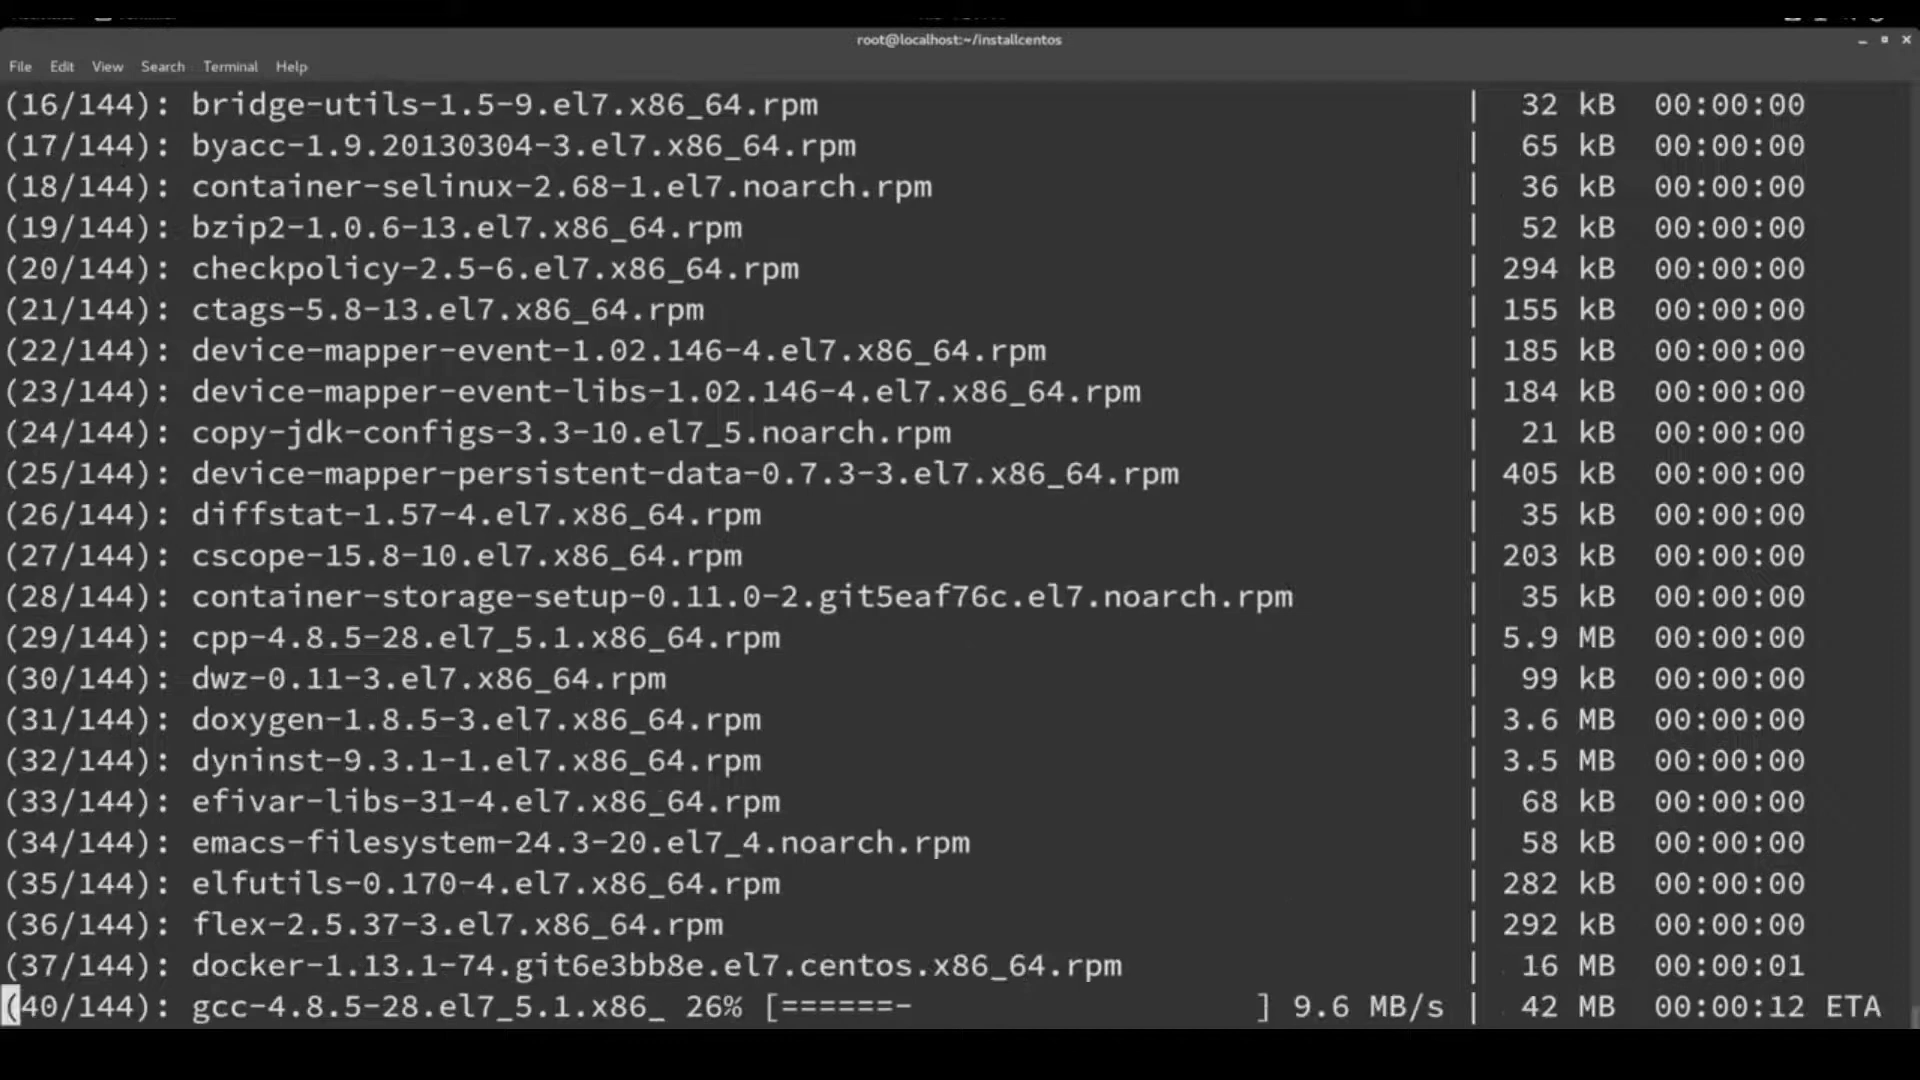 root@localhost:~/installcentos
File Edit View Search Terminal Help
(16/144): bridge-utils-1.5-9.el7.x86_64.rpm | 32 kB 00:00:00
(17/144): byacc-1.9.20130304-3.el7.x86_64.rpm | 65 kB 00:00:00
(18/144): container-selinux-2.68-1.el7.noarch.rpm | 36 kB 00:00:00
(19/144): bzip2-1.0.6-13.el7.x86_64.rpm | 52 kB 00:00:00
(20/144): checkpolicy-2.5-6.el7.x86_64.rpm | 294 kB 00:00:00
(21/144): ctags-5.8-13.el7.x86_64.rpm | 155 kB 00:00:00
(22/144): device-mapper-event-1.02.146-4.el7.x86_64.rpm | 185 kB 00:00:00
(23/144): device-mapper-event-libs-1.02.146-4.el7.x86_64.rpm | 184 kB 00:00:00
(24/144): copy-jdk-configs-3.3-10.el7_5.noarch.rpm | 21 kB 00:00:00
(25/144): device-mapper-persistent-data-0.7.3-3.el7.x86_64.rpm | 405 kB 00:00:00
(26/144): diffstat-1.57-4.el7.x86_64.rpm | 35 kB 00:00:00
(27/144): cscope-15.8-10.el7.x86_64.rpm | 203 kB 00:00:00
(28/144): container-storage-setup-0.11.0-2.git5eaf76c.el7.noarch.rpm | 35 kB 00:00:00
(29/144): cpp-4.8.5-28.el7_5.1.x86_64.rpm | 5.9 MB 00:00:00
(30/144): dwz-0.11-3.el7.x86_64.rpm | 99 kB 00:00:00
(31/144): doxygen-1.8.5-3.el7.x86_64.rpm | 3.6 MB 00:00:00
(32/144): dyninst-9.3.1-1.el7.x86_64.rpm | 3.5 MB 00:00:00
(33/144): efivar-libs-31-4.el7.x86_64.rpm | 68 kB 00:00:00
(34/144): emacs-filesystem-24.3-20.el7_4.noarch.rpm | 58 kB 00:00:00
(35/144): elfutils-0.170-4.el7.x86_64.rpm | 282 kB 00:00:00
(36/144): flex-2.5.37-3.el7.x86_64.rpm | 292 kB 00:00:00
(37/144): docker-1.13.1-74.git6e3bb8e.el7.centos.x86_64.rpm | 16 MB 00:00:01
(40/144): gcc-4.8.5-28.el7_5.1.x86_ 26% [======- ] 9.6 MB/s | 42 MB 00:00:12 ETA